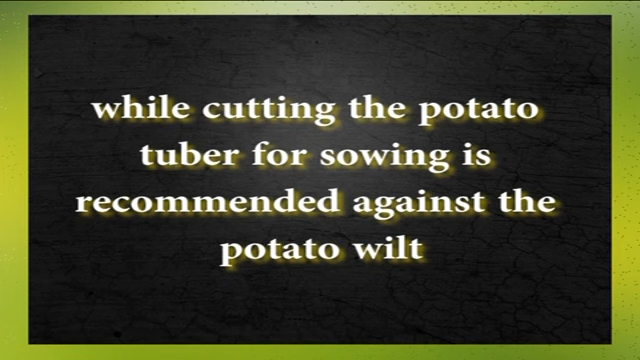 while cutting the potato
tuber for sowing is
recommended against the
potato wilt